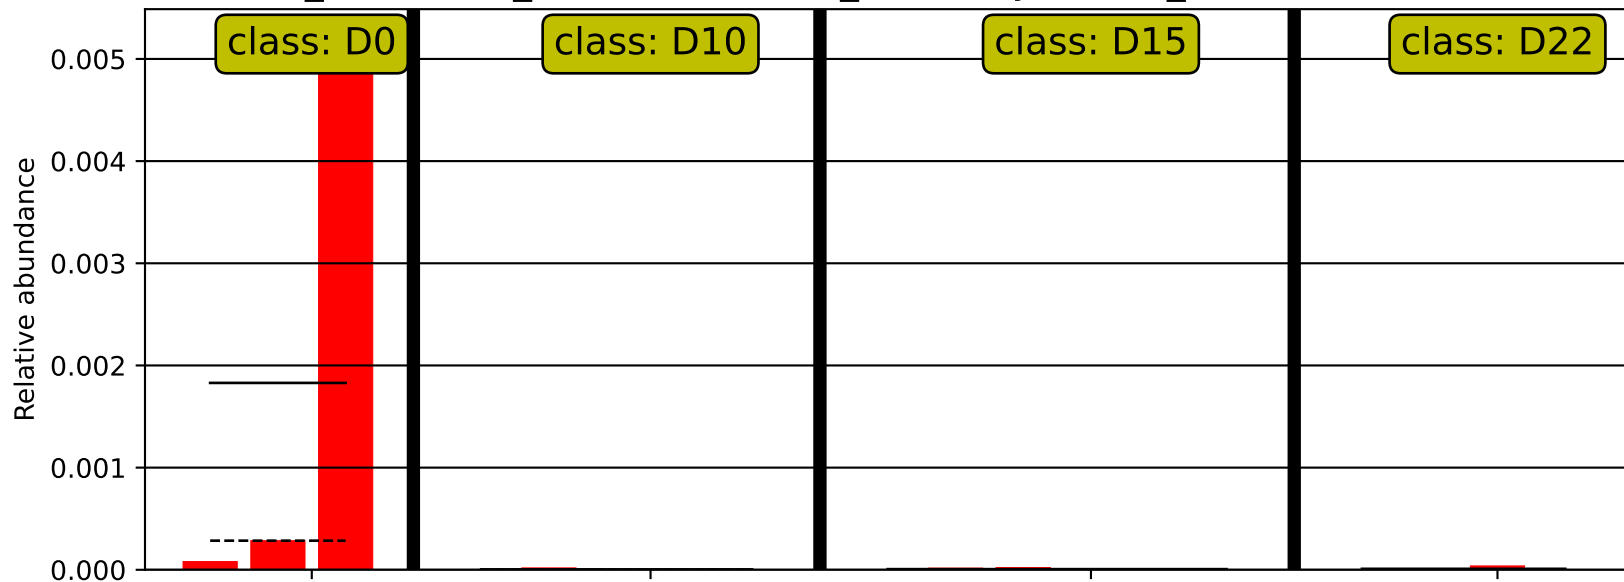 class: D0
class: D10
class: D15
class: D22
0.005
0.004
0.003
0.002
0.001
0.000
Relative abundance